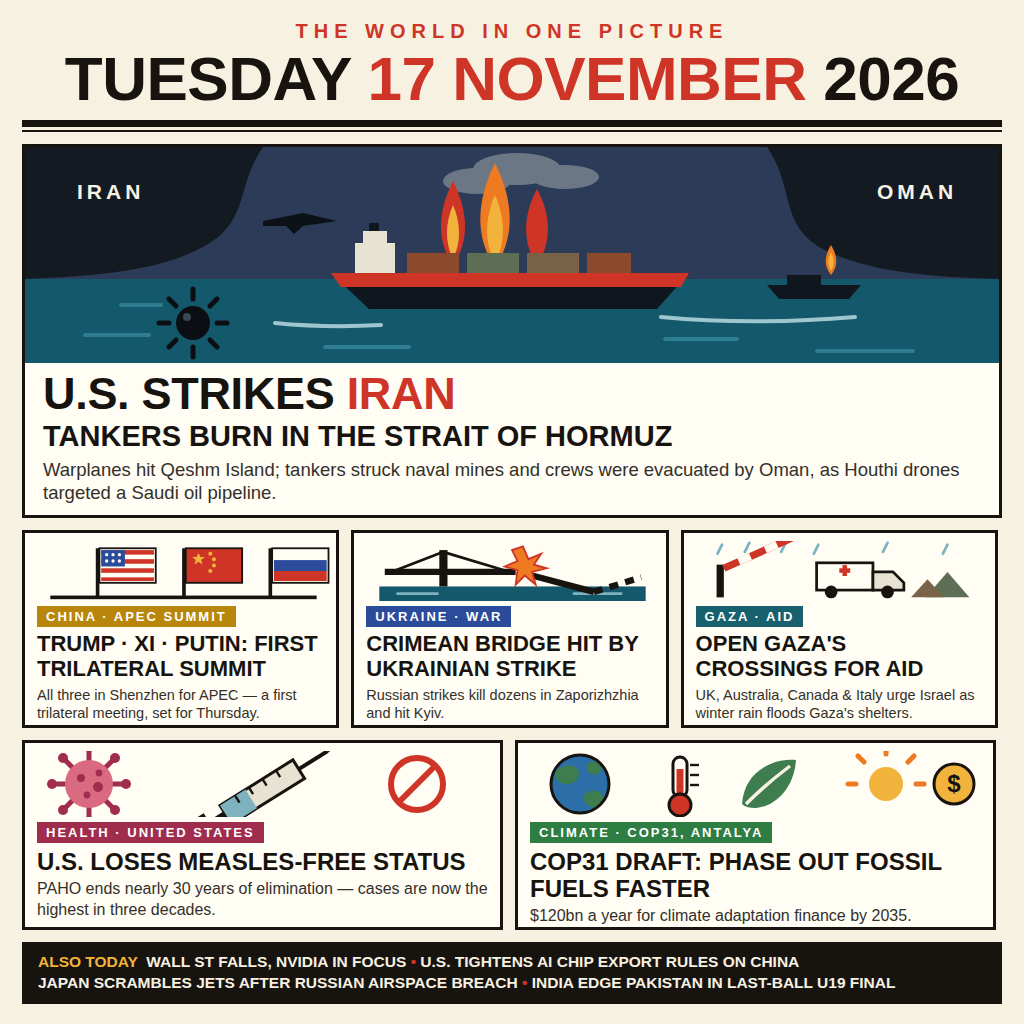 THE WORLD IN ONE PICTURE
TUESDAY 17 NOVEMBER 2026
IRAN
OMAN
U.S. STRIKES IRAN
TANKERS BURN IN THE STRAIT OF HORMUZ
Warplanes hit Qeshm Island; tankers struck naval mines and crews were evacuated by Oman, as Houthi drones
targeted a Saudi oil pipeline.
CHINA · APEC SUMMIT
TRUMP · XI · PUTIN: FIRST
TRILATERAL SUMMIT
All three in Shenzhen for APEC — a first
trilateral meeting, set for Thursday.
UKRAINE · WAR
CRIMEAN BRIDGE HIT BY
UKRAINIAN STRIKE
Russian strikes kill dozens in Zaporizhzhia
and hit Kyiv.
GAZA · AID
OPEN GAZA'S
CROSSINGS FOR AID
UK, Australia, Canada & Italy urge Israel as
winter rain floods Gaza's shelters.
HEALTH · UNITED STATES
U.S. LOSES MEASLES-FREE STATUS
PAHO ends nearly 30 years of elimination — cases are now the
highest in three decades.
$
CLIMATE · COP31, ANTALYA
COP31 DRAFT: PHASE OUT FOSSIL
FUELS FASTER
$120bn a year for climate adaptation finance by 2035.
ALSO TODAY WALL ST FALLS, NVIDIA IN FOCUS • U.S. TIGHTENS AI CHIP EXPORT RULES ON CHINA
JAPAN SCRAMBLES JETS AFTER RUSSIAN AIRSPACE BREACH • INDIA EDGE PAKISTAN IN LAST-BALL U19 FINAL